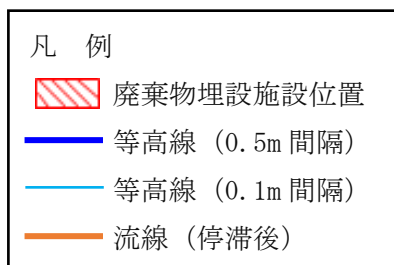 凡　例
廃棄物埋設施設位置
等高線（0.5m 間隔）
等高線（0.1m 間隔）
流線（停滞後）